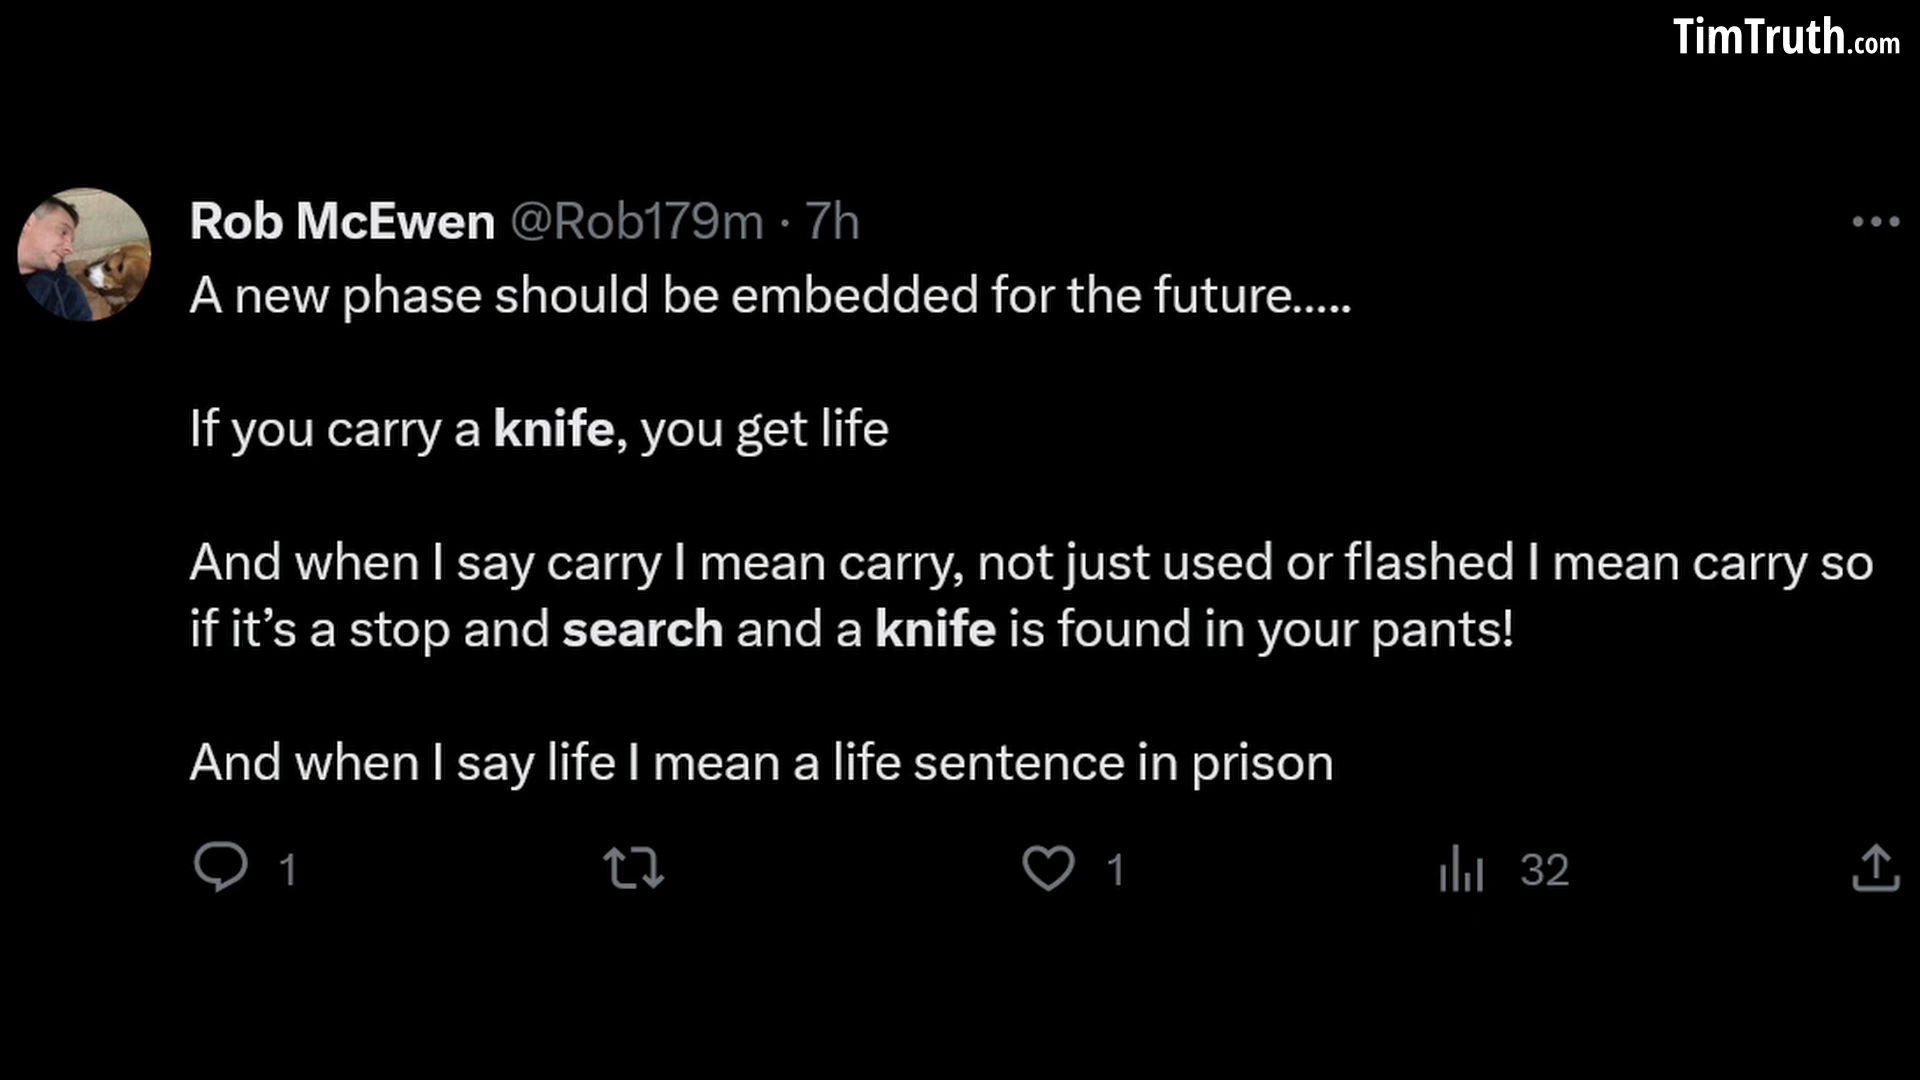 TimTruth.com
Rob McEwen @Rob179m · 7h
A new phase should be embedded for the future.....
If you carry a knife, you get life
And when I say carry I mean carry, not just used or flashed I mean carry so
if it’s a stop and search and a knife is found in your pants!
And when I say life I mean a life sentence in prison
1 1 32